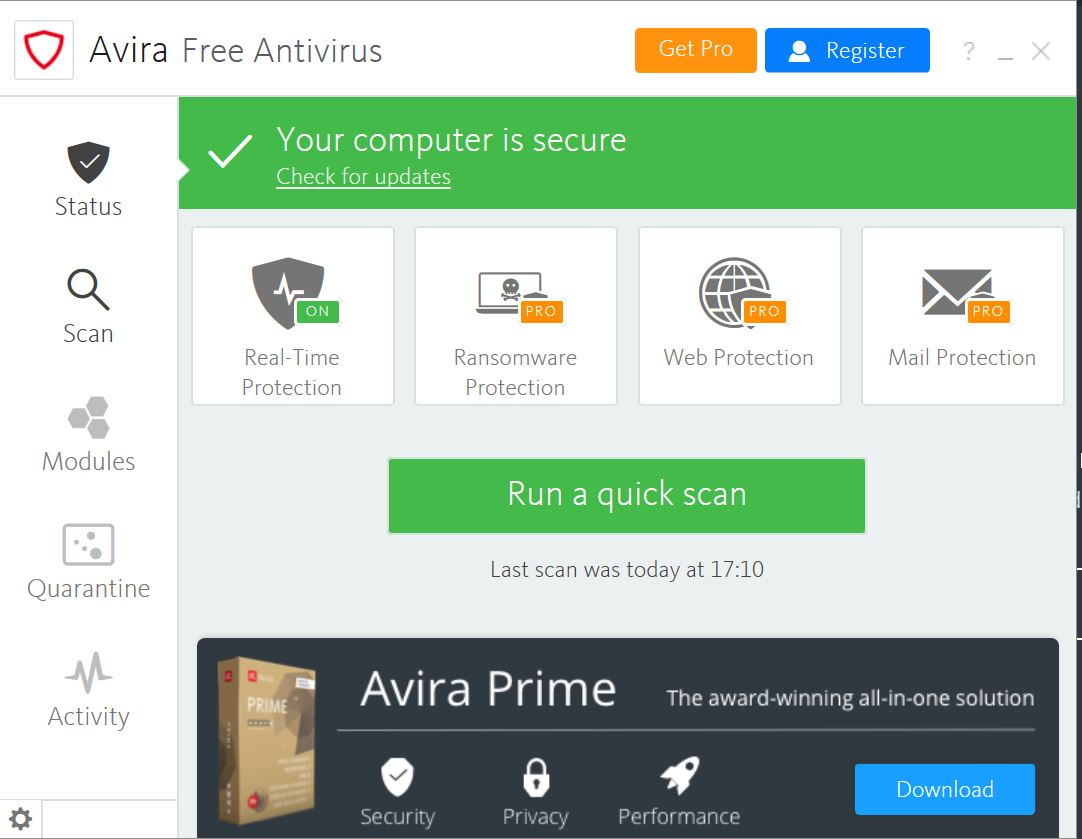 Avira Free Antivirus
Get Pro
Register
?
Status
Scan
Modules
Quarantine
Activity
Your computer is secure
Check for updates
ON
Real-Time
Protection
PRO
Ransomware
Protection
PRO
Web Protection
PRO
Mail Protection
Run a quick scan
Last scan was today at 17:10
PRIME
Avira Prime
The award-winning all-in-one solution
Security
Privacy
Performance
Download